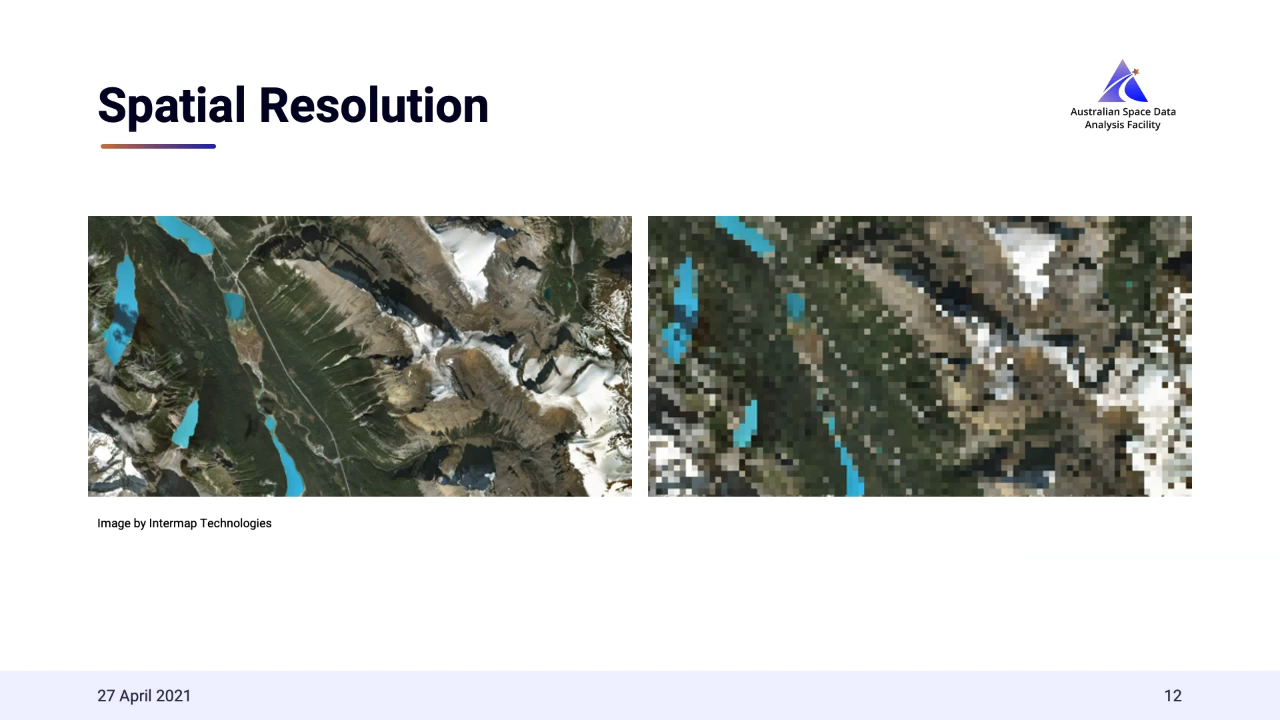 Spatial Resolution
Australian Space Data
Analysis Facility
Image by Intermap Technologies
27 April 2021
12